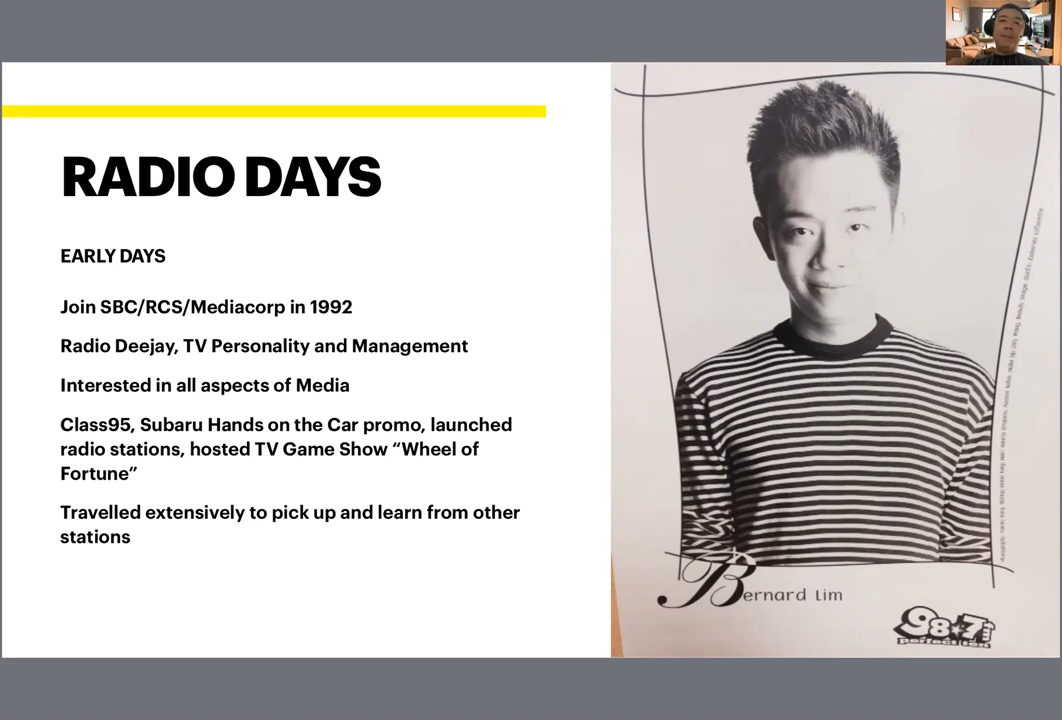 RADIO DAYS
EARLY DAYS
Join SBC/RCS/Mediacorp in 1992
Radio Deejay, TV Personality and Management
Interested in all aspects of Media
Class95, Subaru Hands on the Car promo, launched
radio stations, hosted TV Game Show “Wheel of
Fortune”
Travelled extensively to pick up and learn from other
stations
Bernard Lim
98.7fm